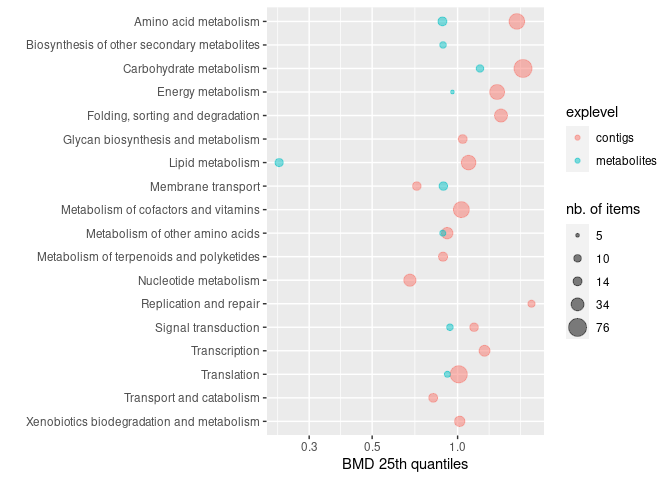 Amino acid metabolism
Biosynthesis of other secondary metabolites
Carbohydrate metabolism
Energy metabolism
Folding, sorting and degradation
Glycan biosynthesis and metabolism
Lipid metabolism
Membrane transport
Metabolism of cofactors and vitamins
Metabolism of other amino acids
Metabolism of terpenoids and polyketides
Nucleotide metabolism
Replication and repair
Signal transduction
Transcription
Translation
Transport and catabolism
Xenobiotics biodegradation and metabolism
0.3 0.5 1.0
BMD 25th quantiles
explevel
contigs
metabolites
nb. of items
5
10
14
34
76